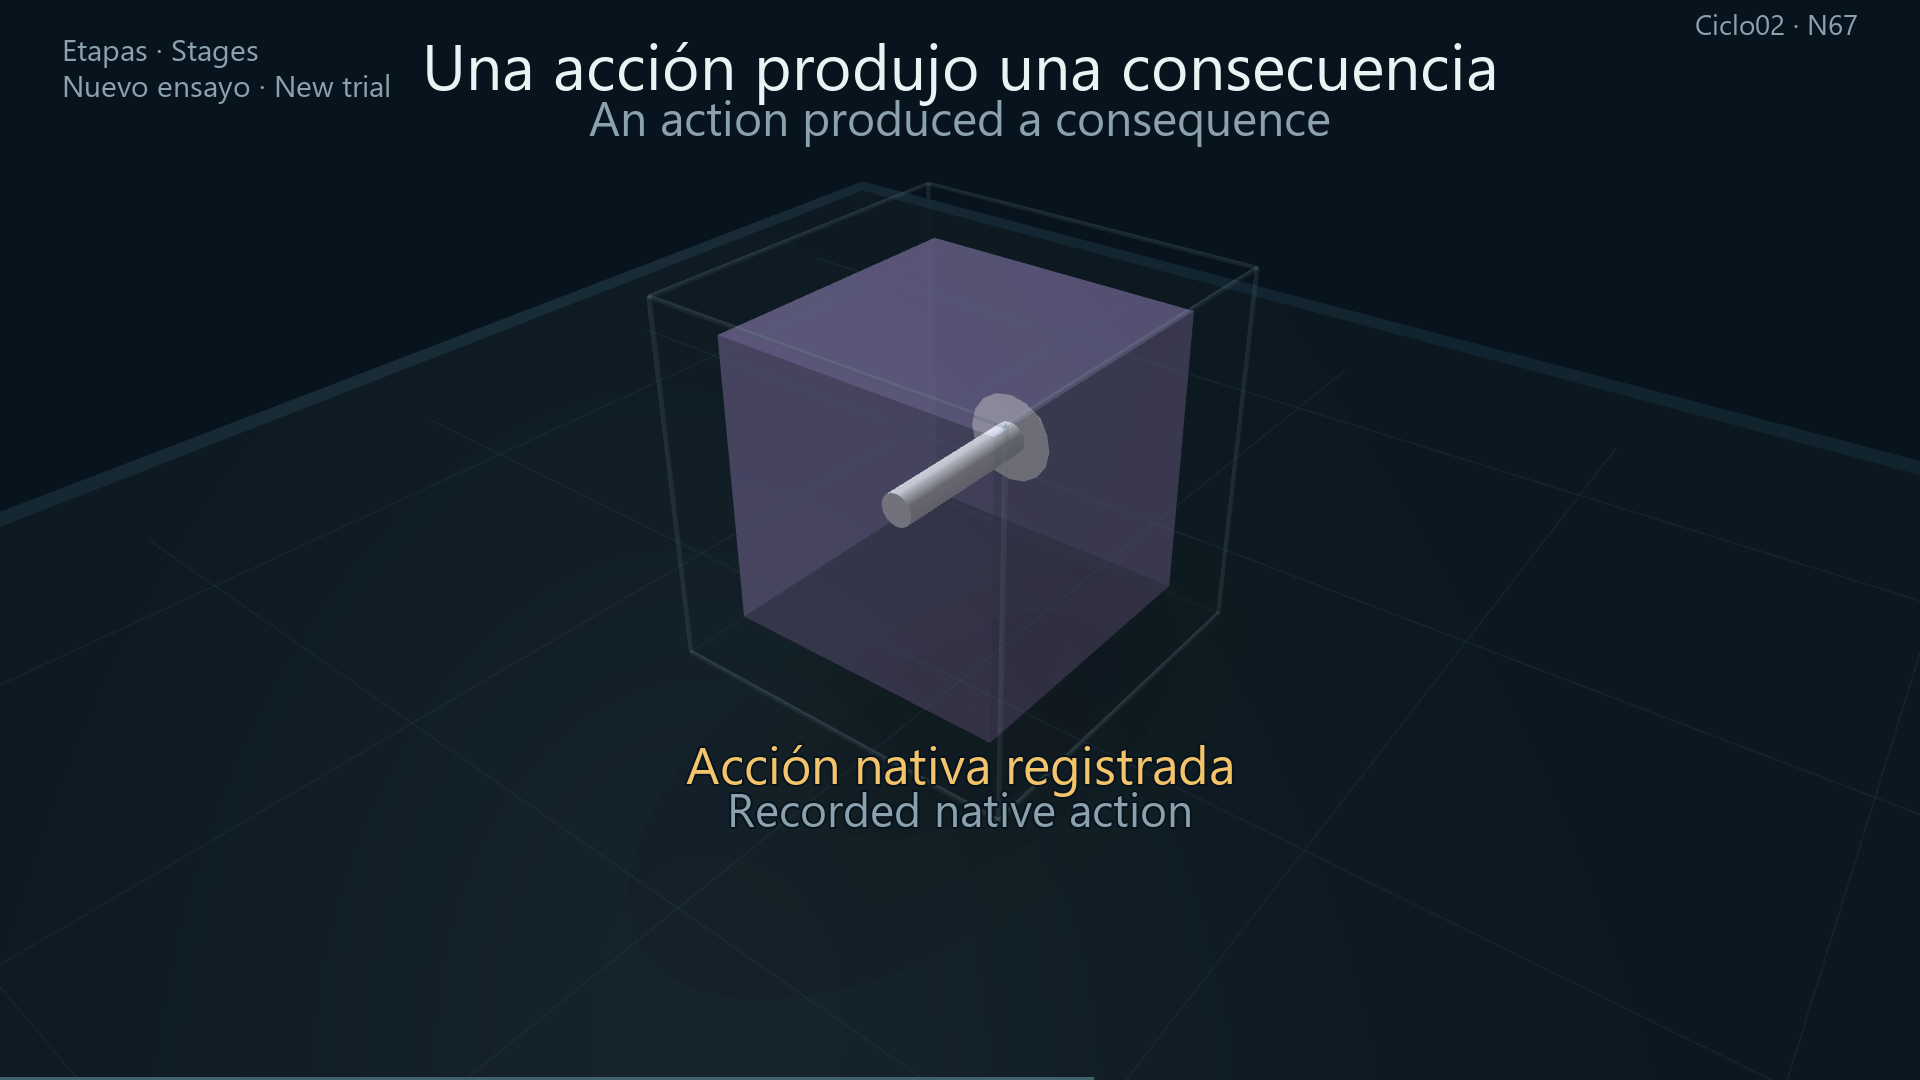 Etapas · Stages
Nuevo ensayo · New trial
Una acción produjo una consecuencia
An action produced a consequence
Ciclo02 · N67
Acción nativa registrada
Recorded native action